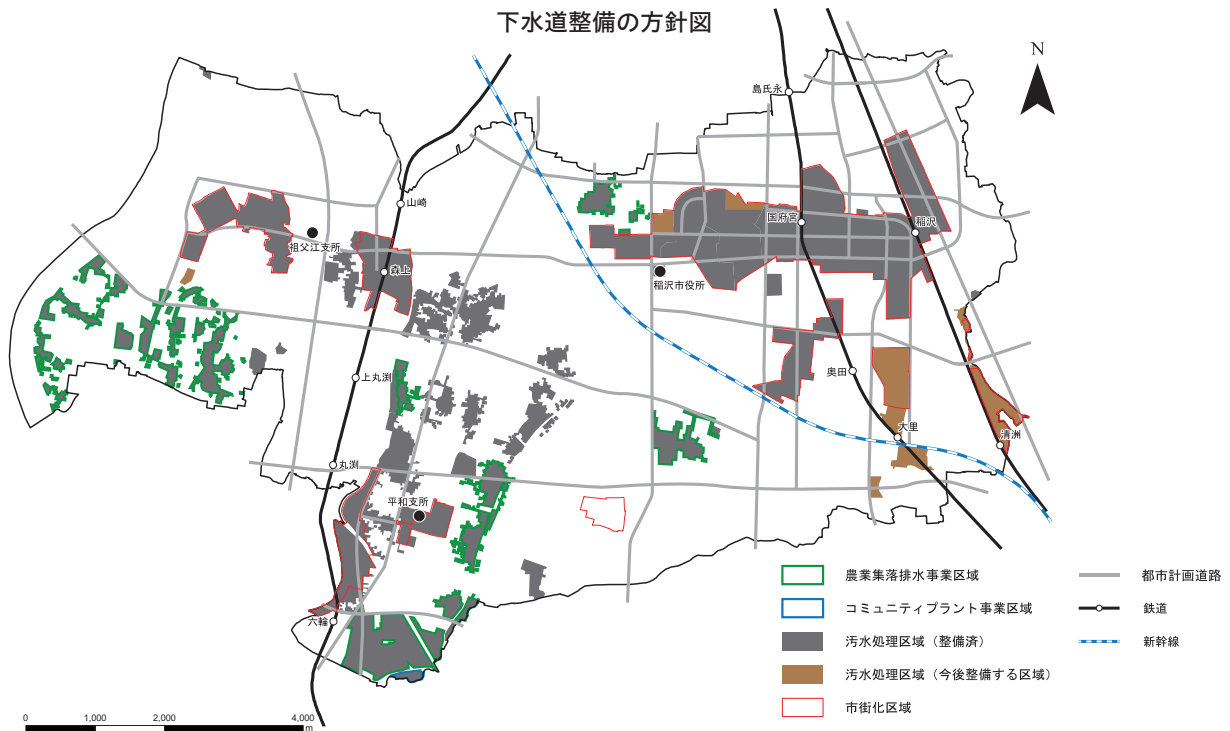 下水道整備の方針図
N
島氏永
山崎
国府宮
稲沢
祖父江支所
森上
稲沢市役所
上丸渕
奥田
大里
清洲
丸渕
平和支所
六輪
農業集落排水事業区域
コミュニティプラント事業区域
汚水処理区域（整備済）
汚水処理区域（今後整備する区域）
市街化区域
都市計画道路
鉄道
新幹線
0 1,000 2,000 4,000
m